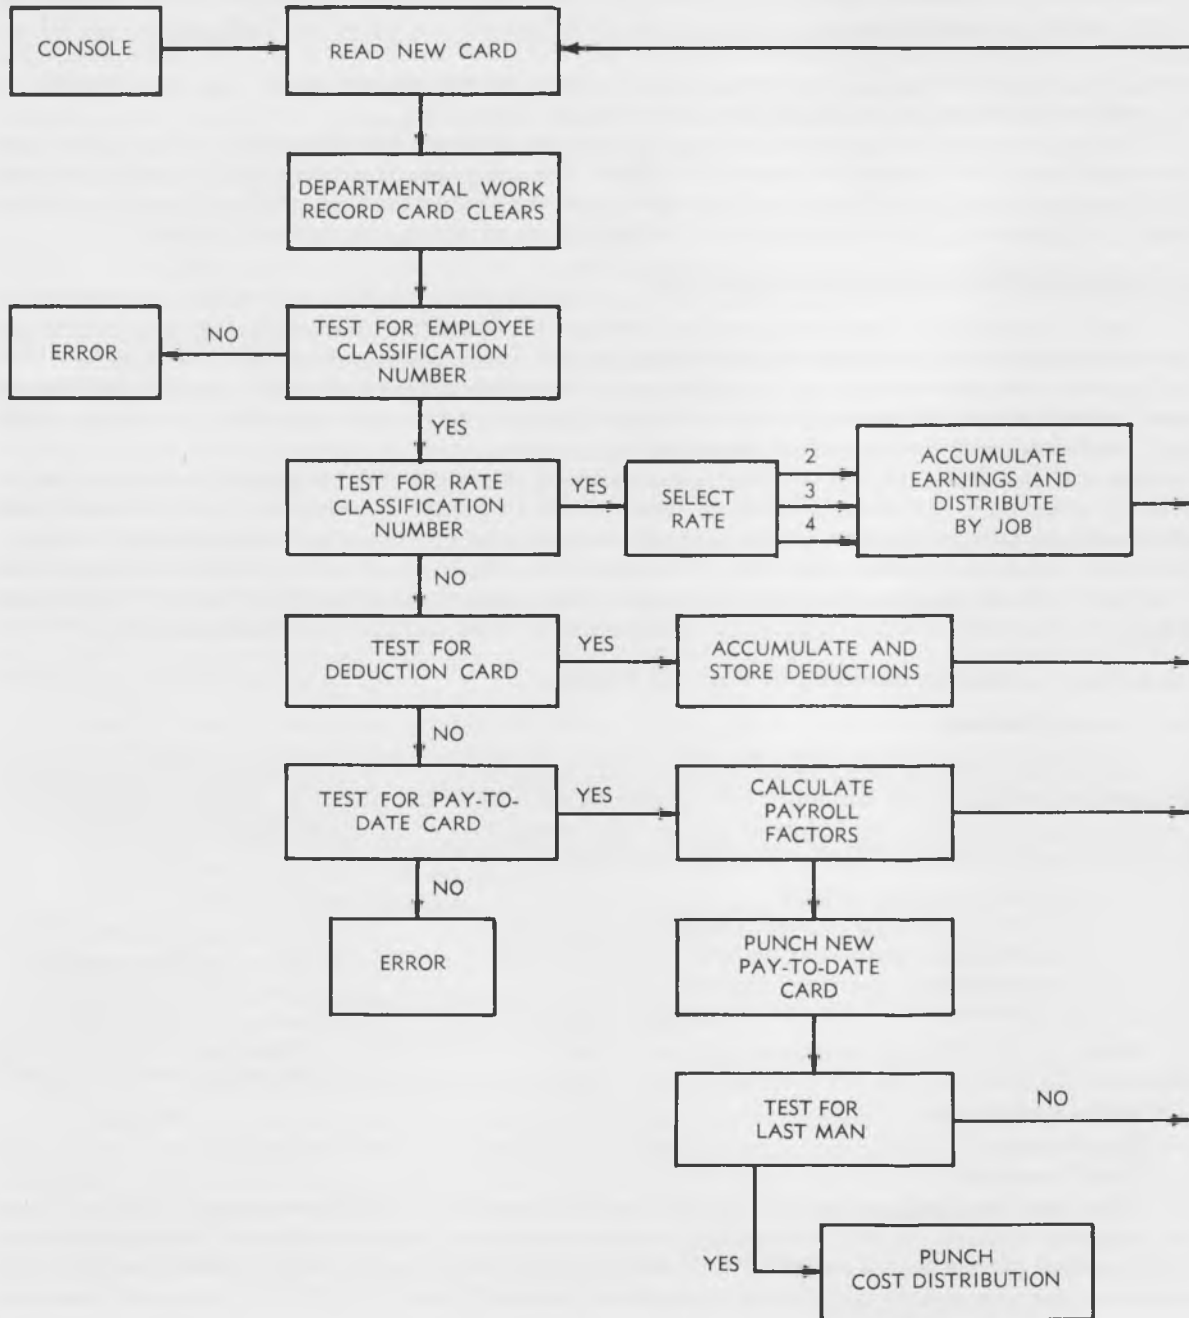 CONSOLE
READ NEW CARD
DEPARTMENTAL WORK
RECORD CARD CLEARS
ERROR
NO
TEST FOR EMPLOYEE
CLASSIFICATION
NUMBER
YES
TEST FOR RATE
CLASSIFICATION
NUMBER
YES
SELECT
RATE
2
3
4
ACCUMULATE
EARNINGS AND
DISTRIBUTE
BY JOB
NO
TEST FOR
DEDUCTION CARD
YES
ACCUMULATE AND
STORE DEDUCTIONS
NO
TEST FOR PAY-TO-
DATE CARD
YES
CALCULATE
PAYROLL
FACTORS
NO
ERROR
PUNCH NEW
PAY-TO-DATE
CARD
TEST FOR
LAST MAN
NO
YES
PUNCH
COST DISTRIBUTION